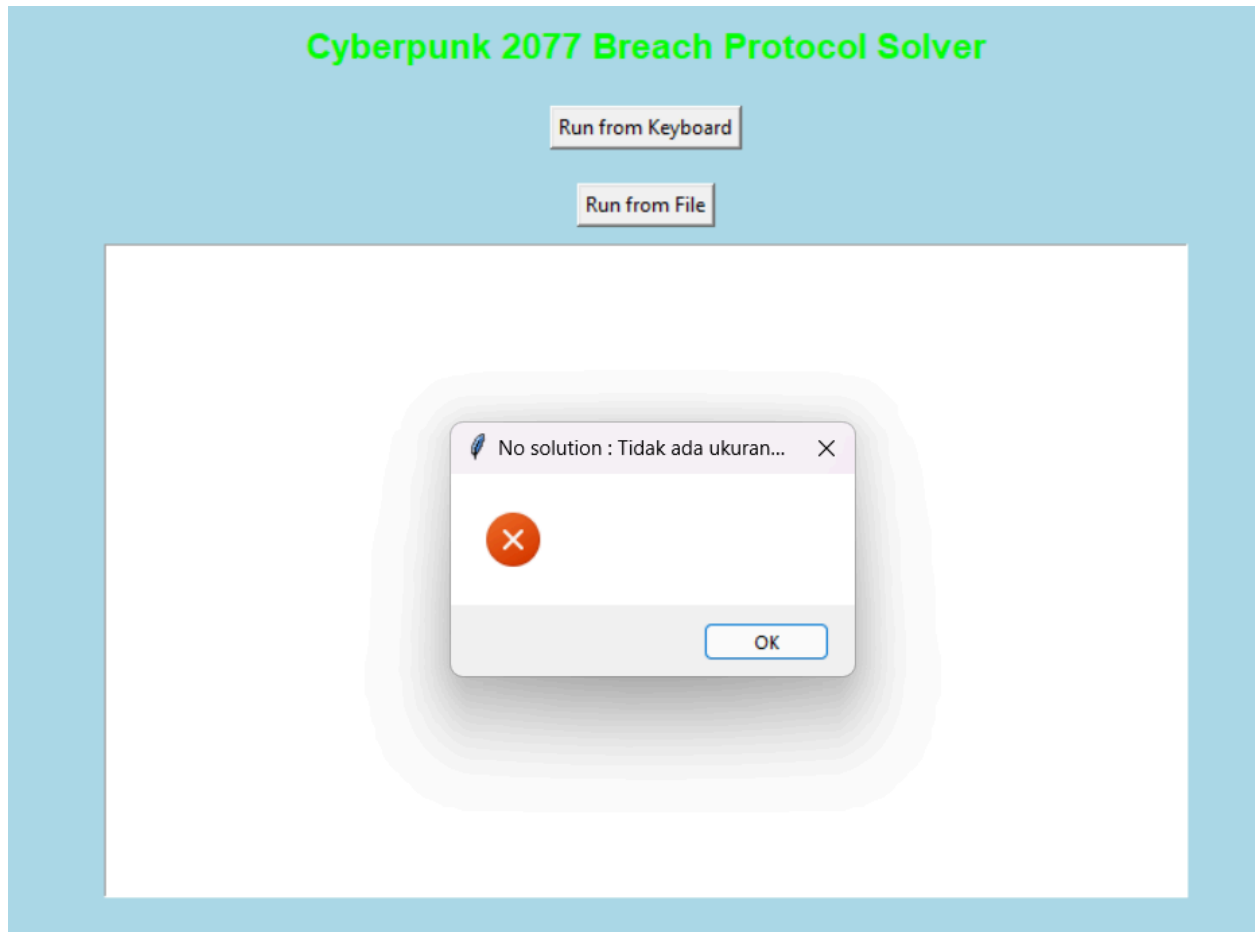 Cyberpunk 2077 Breach Protocol Solver
Run from Keyboard
Run from File
No solution : Tidak ada ukuran...
OK